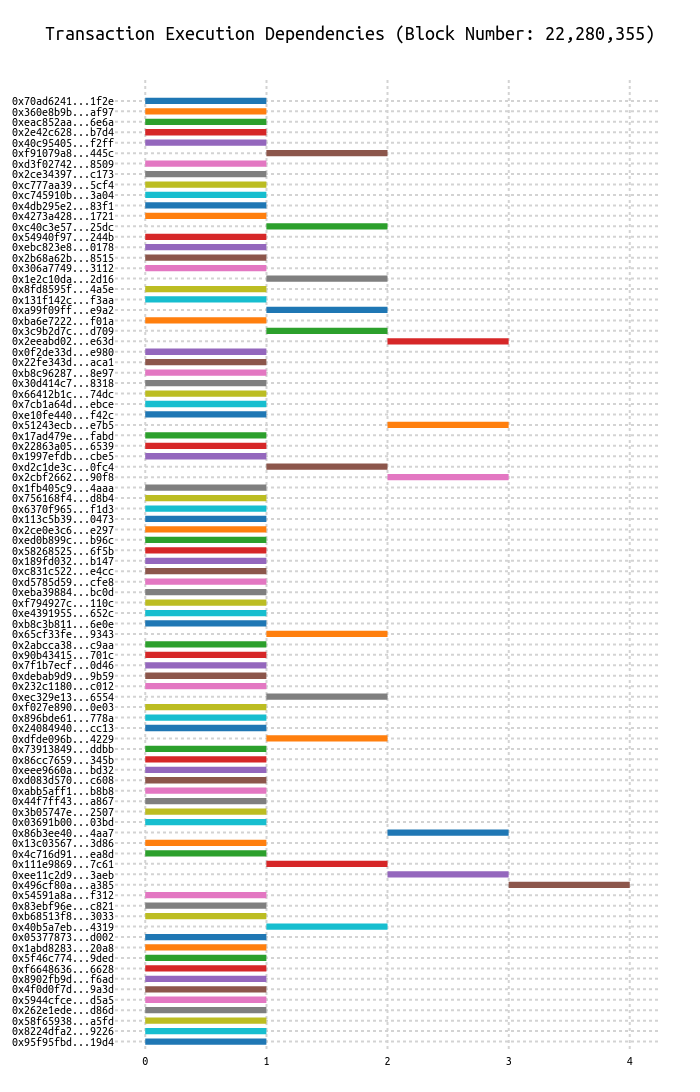 Transaction Execution Dependencies (Block Number: 22,280,355)
0x70ad6241...1f2e
0x360e8b9b...af97
0xeac852aa...6e6a
0x2e42c628...b7d4
0x40c95405...f2ff
0xf91079a8...445c
0xd3f02742...8509
0x2ce34397...c173
0xc777aa39...5cf4
0xc745910b...3a04
0x4db295e2...83f1
0x4273a428...1721
0xc40c3e57...25dc
0x54940f97...244b
0xebc823e8...0178
0x2b68a62b...8515
0x306a7749...3112
0x1e2c10da...2d16
0x8fd8595f...4a5e
0x131f142c...f3aa
0xa99f09ff...e9a2
0xba6e7222...f01a
0x3c9b2d7c...d709
0x2eeabd02...e63d
0x0f2de33d...e980
0x22fe343d...aca1
0xb8c96287...8e97
0x30d414c7...8318
0x66412b1c...74dc
0x7cb1a64d...ebce
0xe10fe440...f42c
0x51243ecb...e7b5
0x17ad479e...fabd
0x22863a05...6539
0x1997efdb...cbe5
0xd2c1de3c...0fc4
0x2cbf2662...90f8
0x1fb405c9...4aaa
0x756168f4...d8b4
0x6370f965...f1d3
0x113c5b39...0473
0x2ce0e3c6...e297
0xed0b899c...b96c
0x58268525...6f5b
0x189fd032...b147
0xc831c522...e4cc
0xd5785d59...cfe8
0xeba39884...bc0d
0xf794927c...110c
0xe4391955...652c
0xb8c3b811...6e0e
0x65cf33fe...9343
0x2abcca38...c9aa
0x90b43415...701c
0x7f1b7ecf...0d46
0xdebab9d9...9b59
0x232c1180...c012
0xec329e13...6554
0xf027e890...0e03
0x896bde61...778a
0x24084940...cc13
0xdfde096b...4229
0x73913849...ddbb
0x86cc7659...345b
0xeee9660a...bd32
0xd083d570...c608
0xabb5aff1...b8b8
0x44f7ff43...a867
0x3b05747e...2507
0x03691b00...03bd
0x86b3ee40...4aa7
0x13c03567...3d86
0x4c716d91...ea8d
0x111e9869...7c61
0xee11c2d9...3aeb
0x496cf80a...a385
0x54591a8a...f312
0x83ebf96e...c821
0xb68513f8...3033
0x40b5a7eb...4319
0x05377873...d002
0x1abd8283...20a8
0x5f46c774...9ded
0xf6648636...6628
0x8902fb9d...f6ad
0x4f0d0f7d...9a3d
0x5944cfce...d5a5
0x262e1ede...d86d
0x58f65938...a5fd
0x8224dfa2...9226
0x95f95fbd...19d4
0 1 2 3 4